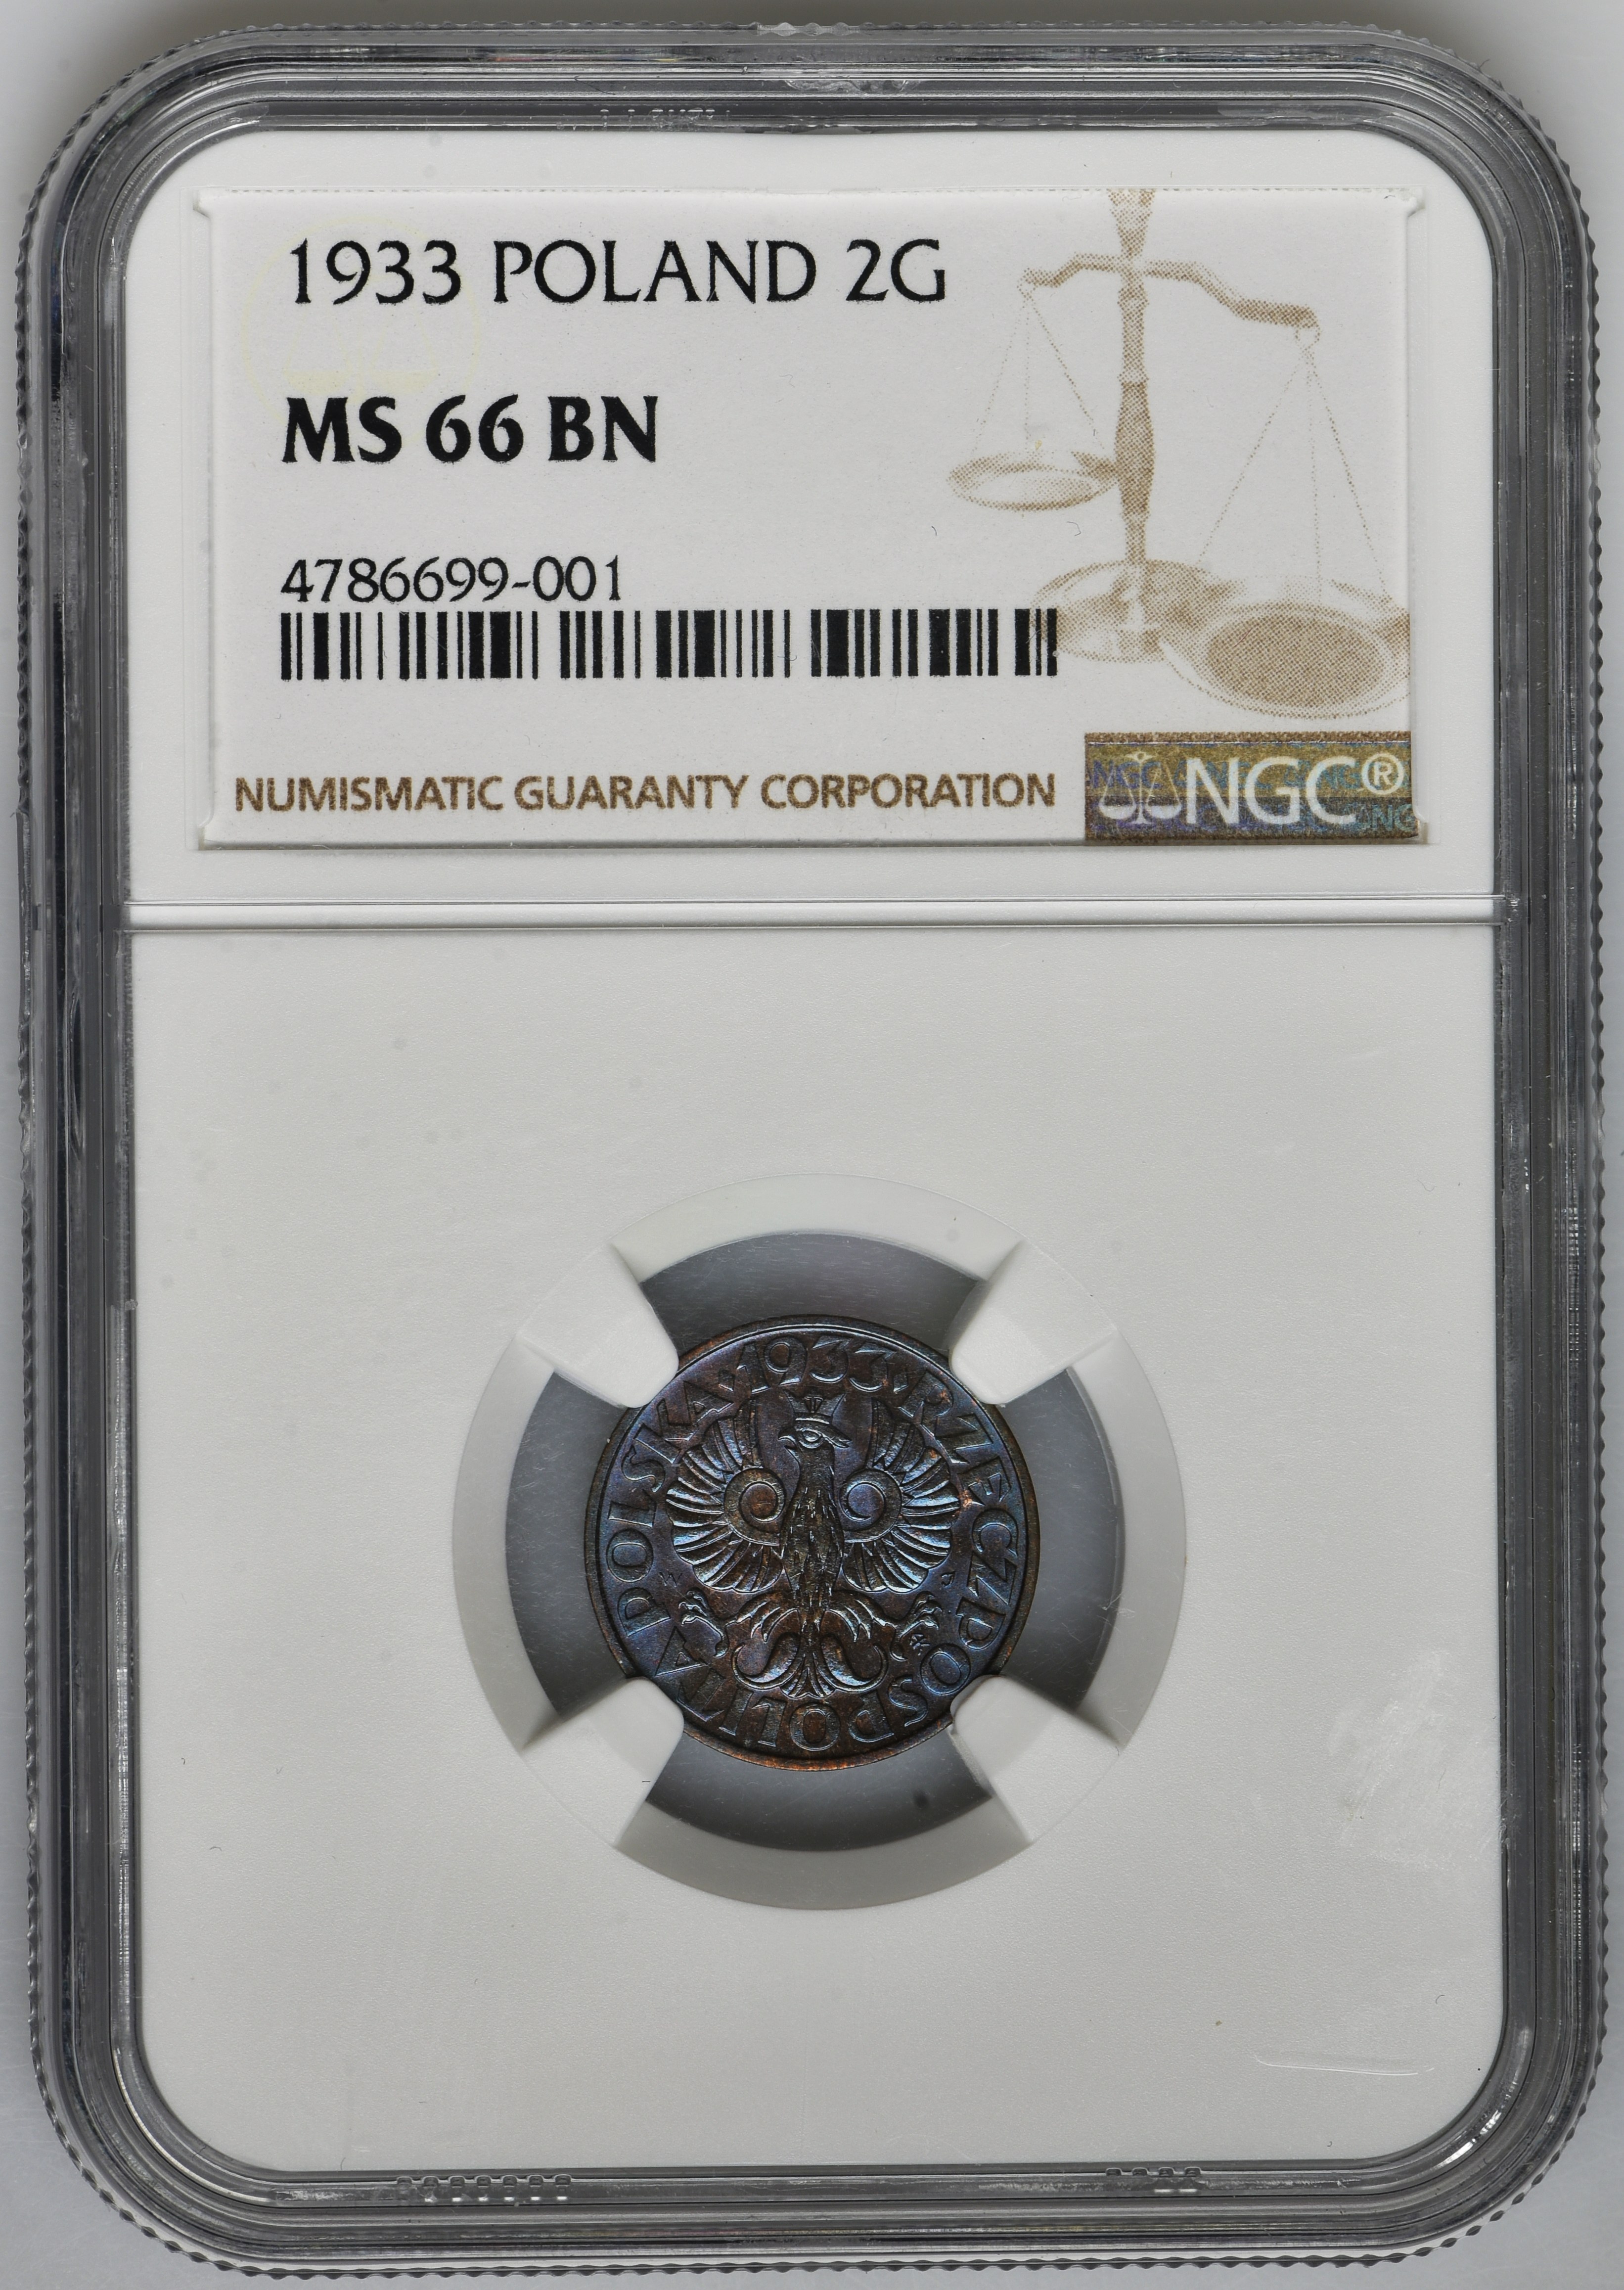 1933 POLAND 2G
MS 66 BN
4786699-001
NUMISMATIC GUARANTY CORPORATION
NGC®
1933 · RZECZPOSPOLITA POLSKA ·